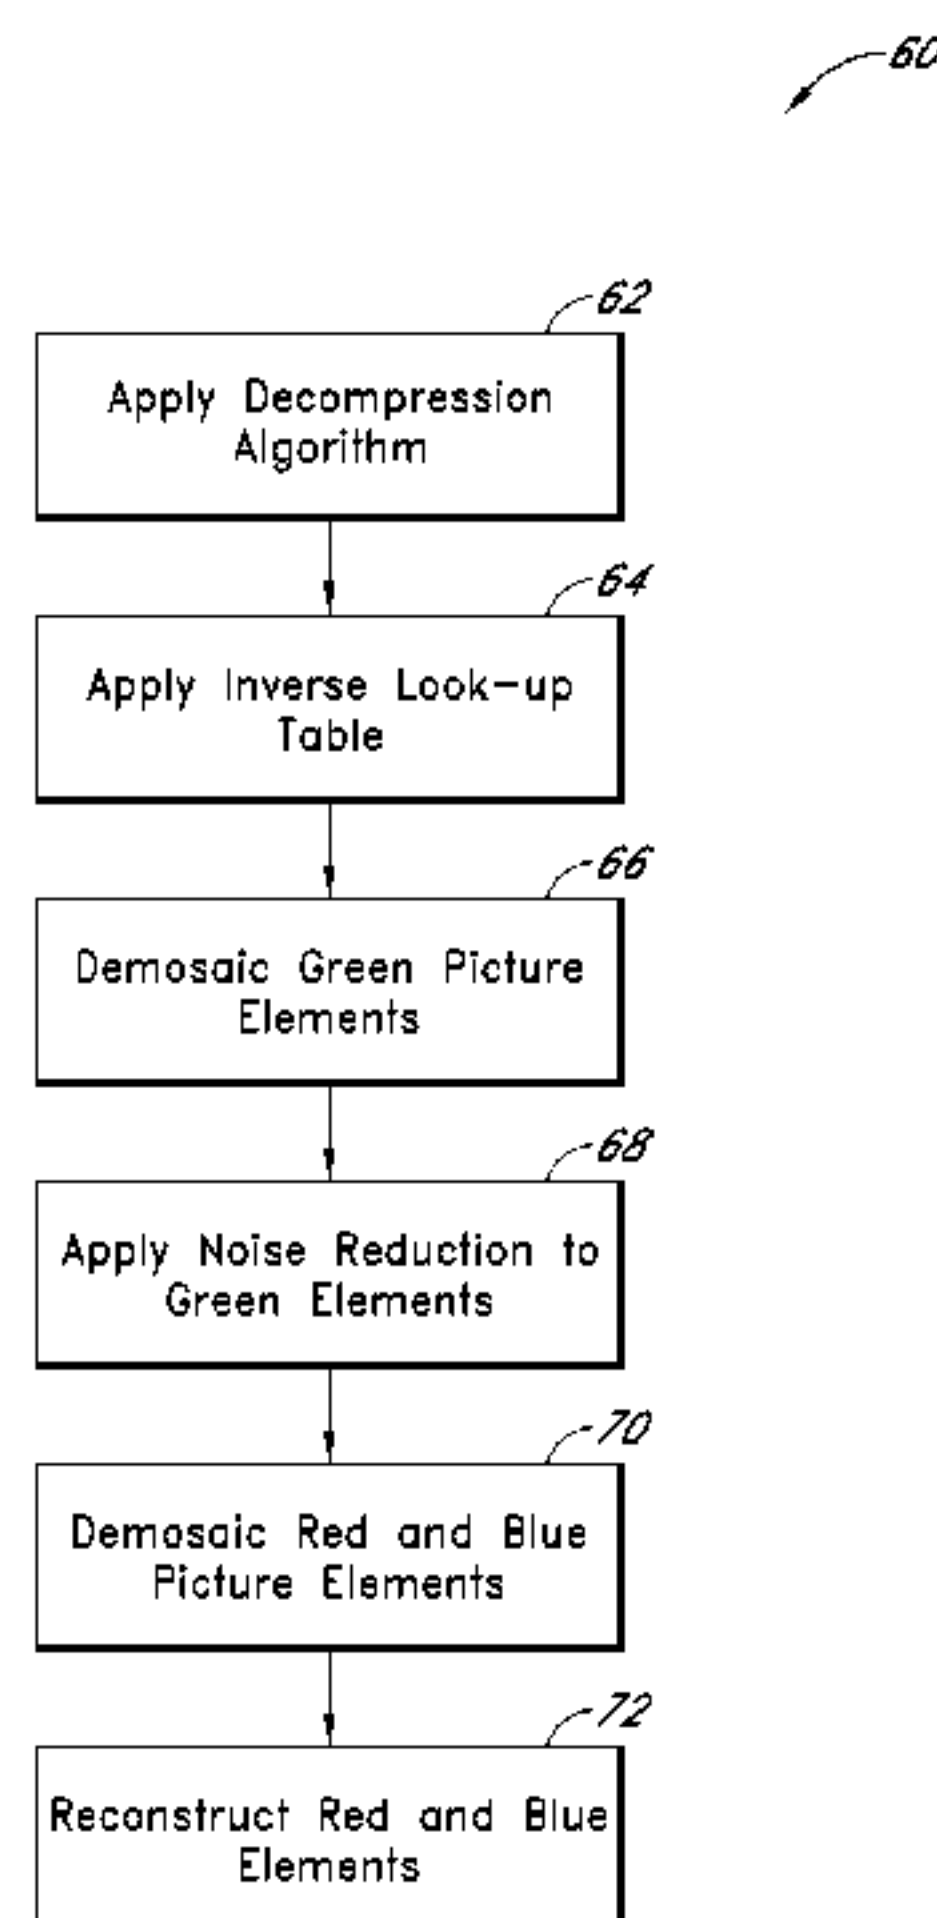 60
62
Apply Decompression
Algorithm
64
Apply Inverse Look-up
Table
66
Demosaic Green Picture
Elements
68
Apply Noise Reduction to
Green Elements
70
Demosaic Red and Blue
Picture Elements
72
Reconstruct Red and Blue
Elements